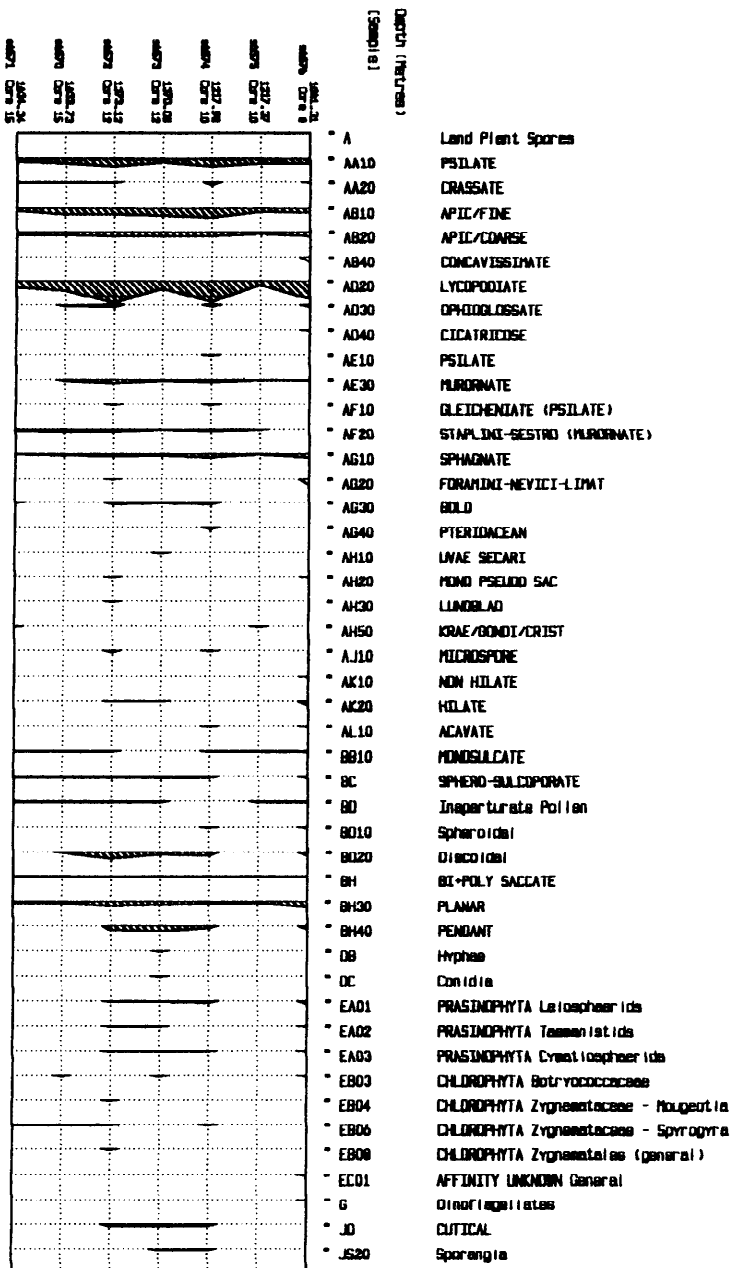 Depth (Metres)
[Sample]
A Land Plant Spores
AA10 PSILATE
AA20 CRASSATE
AB10 APIC/FINE
AB20 APIC/COARSE
AB40 CONCAVISSIMATE
AD20 LYCOPODIATE
AD30 OPHIOGLOSSATE
AD40 CICATRICOSE
AE10 PSILATE
AE30 MURORNATE
AF10 GLEICHENIATE (PSILATE)
AF20 STAPLINI-SESTRO (MURORNATE)
AG10 SPHAGNATE
AG20 FORAMINI-NEVICI-LIMAT
AG30 BOLD
AG40 PTERIDACEAN
AH10 UVAE SECARI
AH20 MONO PSEUDO SAC
AH30 LUNDBLAD
AH50 KRAE/GONDI/CRIST
AJ10 MICROSPORE
AK10 NON HILATE
AK20 HILATE
AL10 ACAVATE
BB10 MONOSULCATE
BC SPHERO-SULCOPORATE
BD Inaperturate Pollen
BD10 Spheroidal
BD20 Discoidal
BH BI+POLY SACCATE
BH30 PLANAR
BH40 PENDANT
DB Hyphae
DC Conidia
EA01 PRASINOPHYTA Leiosphaerids
EA02 PRASINOPHYTA Tasmanistids
EA03 PRASINOPHYTA Cymatiosphaerids
EB03 CHLOROPHYTA Botryococcaceae
EB04 CHLOROPHYTA Zygnemataceae - Mougeotia
EB06 CHLOROPHYTA Zygnemataceae - Spyrogyra
EB08 CHLOROPHYTA Zygnematales (general)
EC01 AFFINITY UNKNOWN General
G Dinoflagellates
JD CUTICAL
JS20 Sporangia